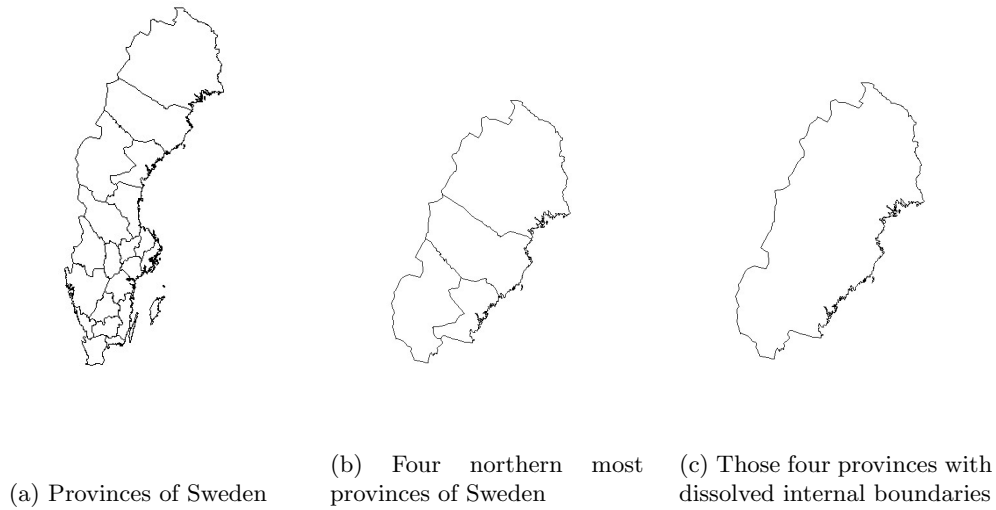 (a) Provinces of Sweden
(b) Four northern most
provinces of Sweden
(c) Those four provinces with
dissolved internal boundaries